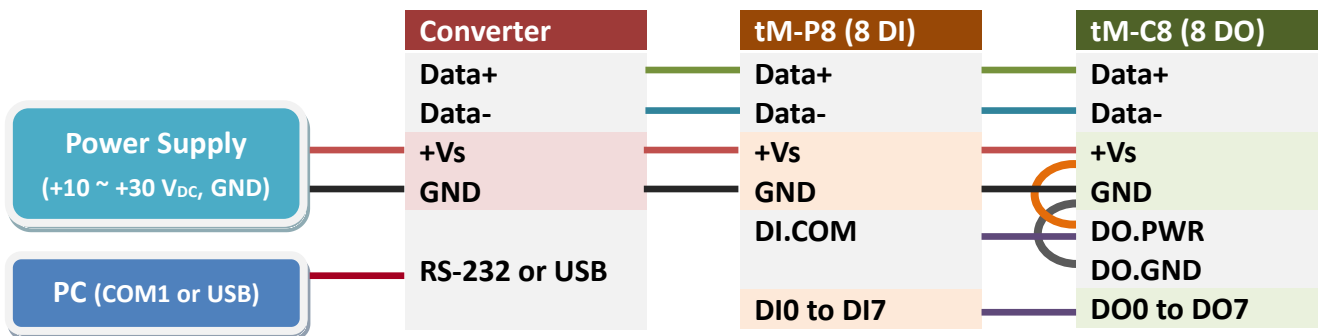 Power Supply
(+10 ~ +30 VDC, GND)
PC (COM1 or USB)
Converter
Data+
Data-
+Vs
GND
RS-232 or USB
tM-P8 (8 DI)
Data+
Data-
+Vs
GND
DI.COM
DI0 to DI7
tM-C8 (8 DO)
Data+
Data-
+Vs
GND
DO.PWR
DO.GND
DO0 to DO7